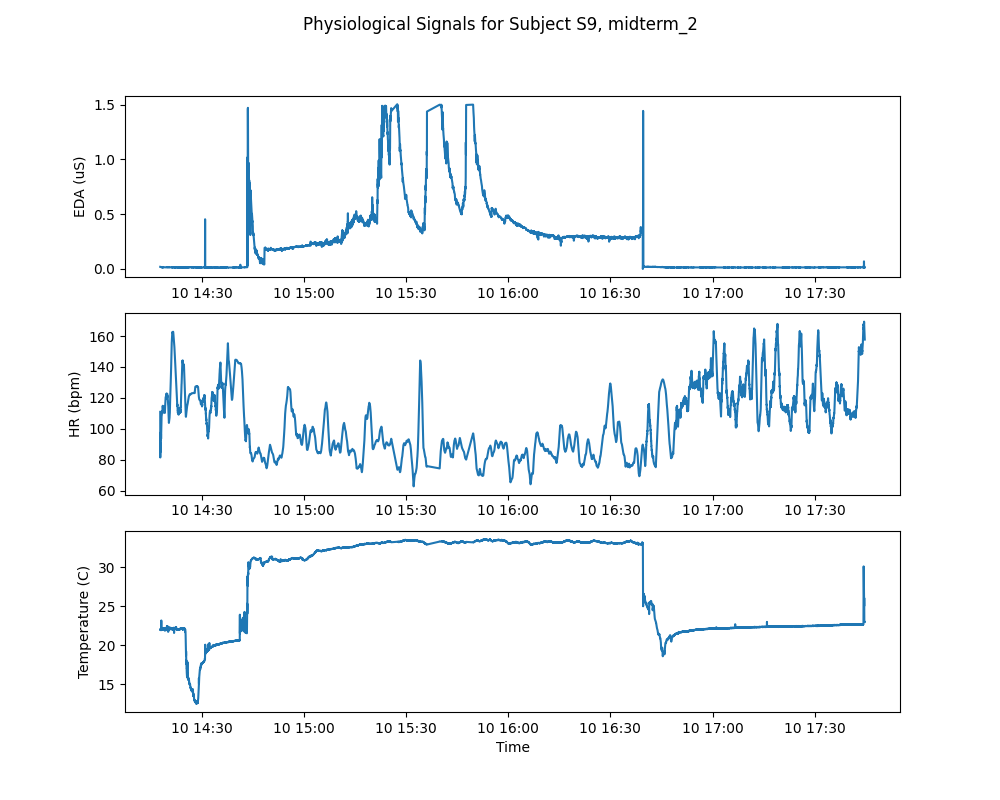 Physiological Signals for Subject S9, midterm_2
EDA (uS)
1.5
1.0
0.5
0.0
10 14:30 10 15:00 10 15:30 10 16:00 10 16:30 10 17:00 10 17:30
HR (bpm)
160
140
120
100
80
60
10 14:30 10 15:00 10 15:30 10 16:00 10 16:30 10 17:00 10 17:30
Temperature (C)
30
25
20
15
10 14:30 10 15:00 10 15:30 10 16:00 10 16:30 10 17:00 10 17:30
Time